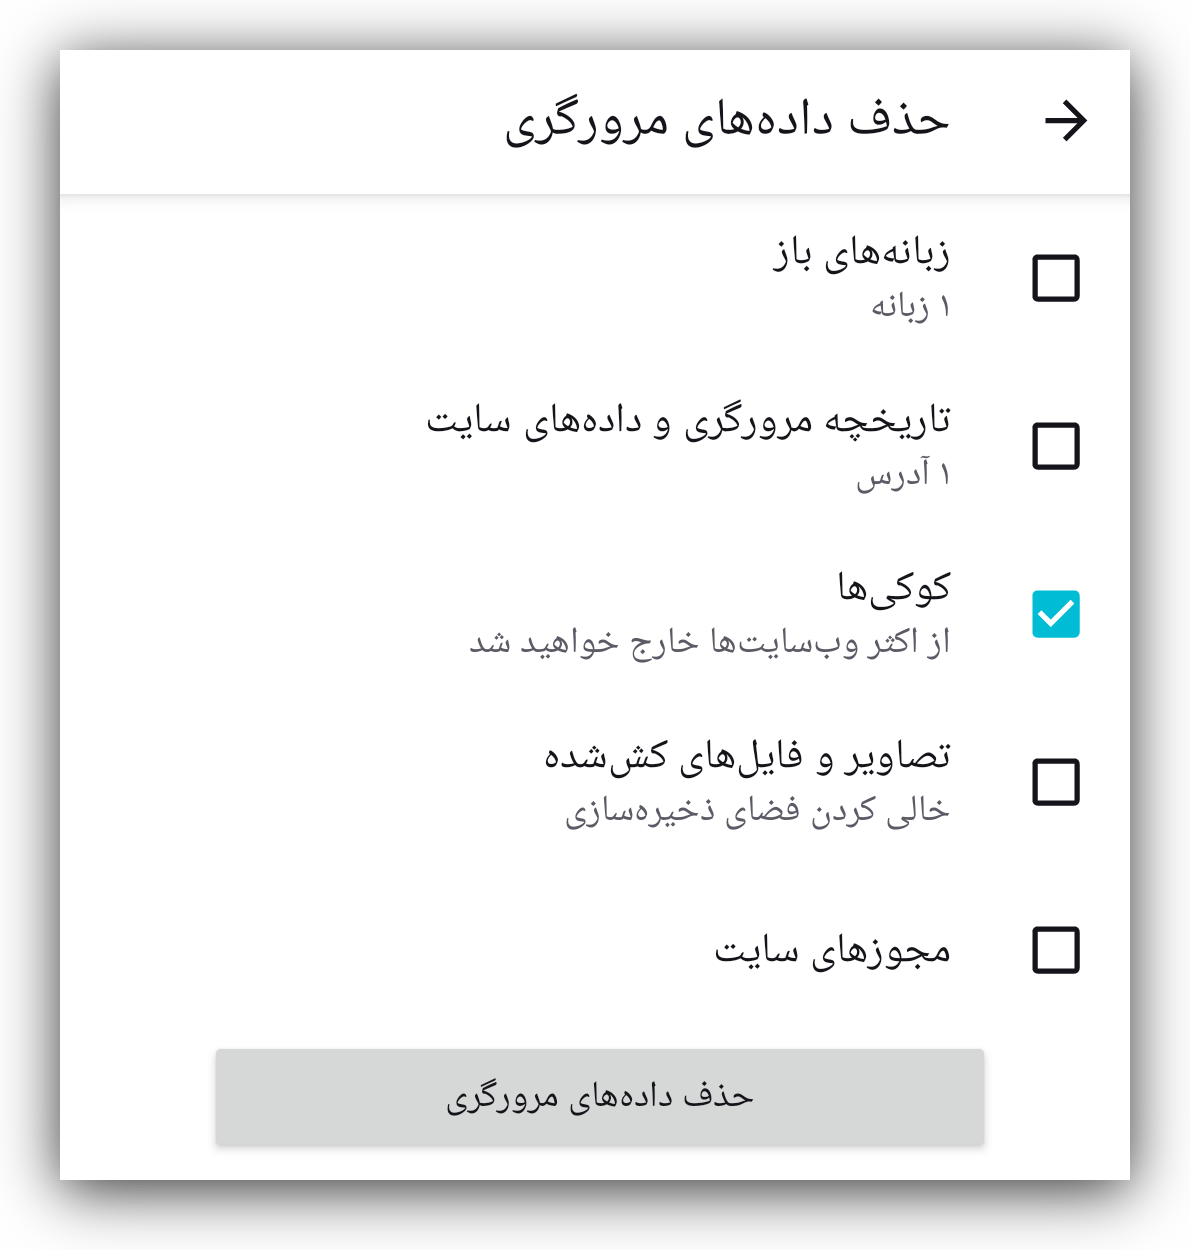 حذف داده‌های مرورگری
زبانه‌های باز
۱ زبانه
تاریخچه مرورگری و داده‌های سایت
۱ آدرس
کوکی‌ها
از اکثر وب‌سایت‌ها خارج خواهید شد
تصاویر و فایل‌های کش‌شده
خالی کردن فضای ذخیره‌سازی
مجوزهای سایت
حذف داده‌های مرورگری